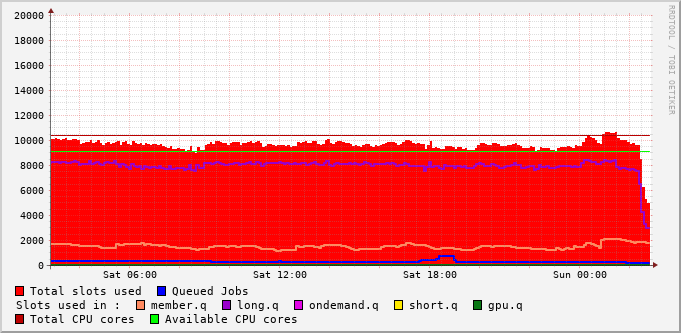 20000
18000
16000
14000
12000
10000
8000
6000
4000
2000
0
Sat 06:00 Sat 12:00 Sat 18:00 Sun 00:00
Total slots used Queued Jobs
Slots used in : member.q long.q ondemand.q short.q gpu.q
Total CPU cores Available CPU cores
RRDTOOL / TOBI OETIKER